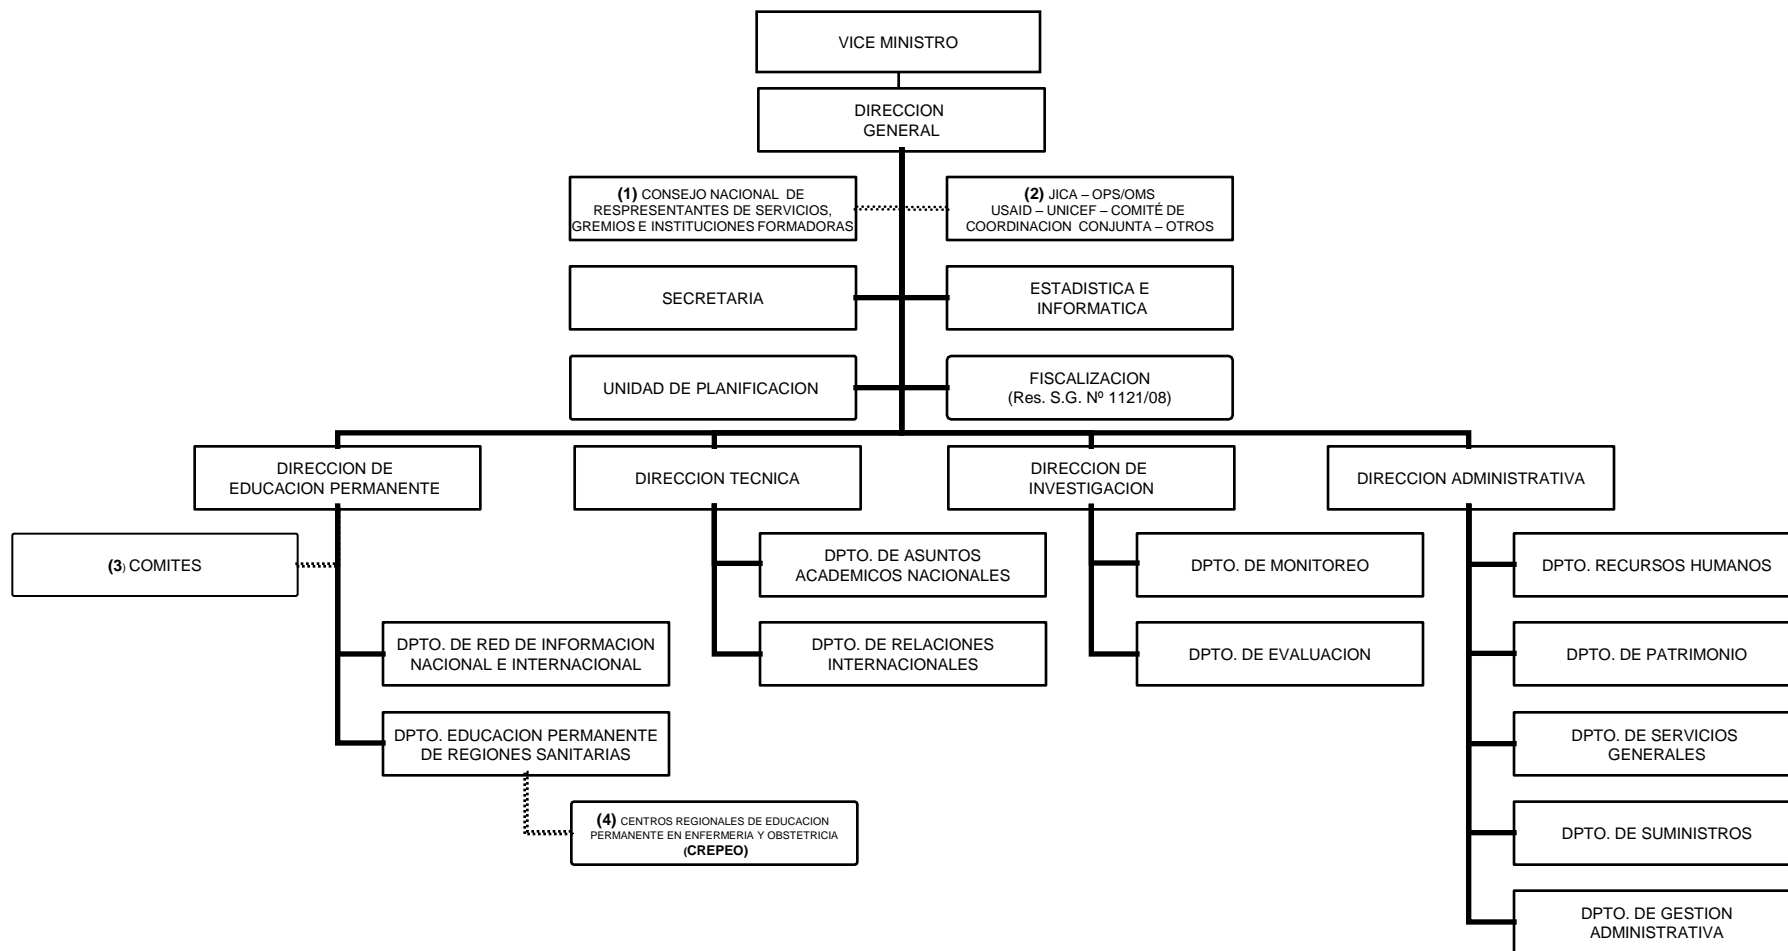 VICE MINISTRO
DIRECCION
GENERAL
(1) CONSEJO NACIONAL DE
RESPRESENTANTES DE SERVICIOS,
GREMIOS E INSTITUCIONES FORMADORAS
(2) JICA – OPS/OMS
USAID – UNICEF – COMITÉ DE
COORDINACION CONJUNTA – OTROS
SECRETARIA
ESTADISTICA E
INFORMATICA
UNIDAD DE PLANIFICACION
FISCALIZACION
(Res. S.G. Nº 1121/08)
DIRECCION DE
EDUCACION PERMANENTE
DIRECCION TECNICA
DIRECCION DE
INVESTIGACION
DIRECCION ADMINISTRATIVA
(3) COMITES
DPTO. DE ASUNTOS
ACADEMICOS NACIONALES
DPTO. DE MONITOREO
DPTO. RECURSOS HUMANOS
DPTO. DE RED DE INFORMACION
NACIONAL E INTERNACIONAL
DPTO. DE RELACIONES
INTERNACIONALES
DPTO. DE EVALUACION
DPTO. DE PATRIMONIO
DPTO. EDUCACION PERMANENTE
DE REGIONES SANITARIAS
DPTO. DE SERVICIOS
GENERALES
(4) CENTROS REGIONALES DE EDUCACION
PERMANENTE EN ENFERMERIA Y OBSTETRICIA
(CREPEO)
DPTO. DE SUMINISTROS
DPTO. DE GESTION
ADMINISTRATIVA